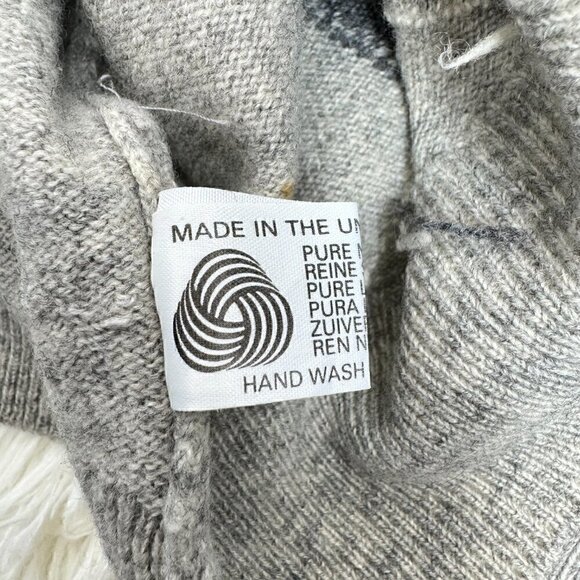 MADE IN THE UN
PURE N
REINE
PURE L
PURA
ZUIVER
REN N
HAND WASH